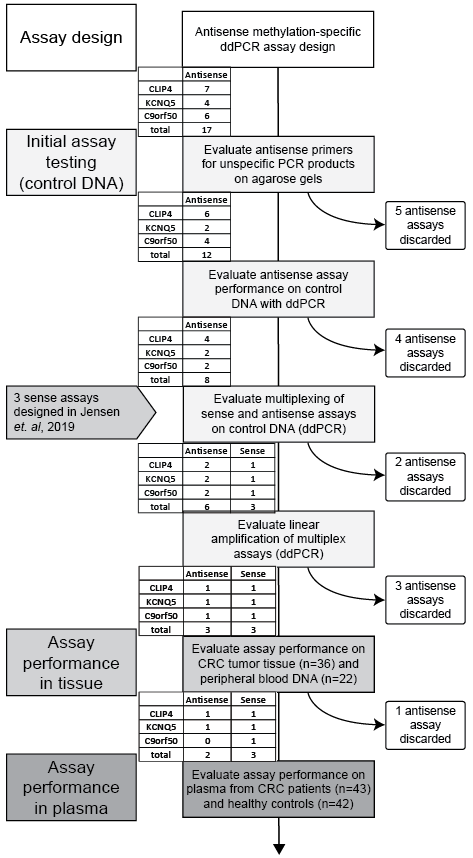 Assay design
Antisense methylation-specific
ddPCR assay design
Antisense
CLIP4 7
KCNQ5 4
C9orf50 6
total 17
Initial assay
testing
(control DNA)
Evaluate antisense primers
for unspecific PCR products
on agarose gels
Antisense
CLIP4 6
KCNQ5 2
C9orf50 4
total 12
5 antisense
assays
discarded
Evaluate antisense assay
performance on control
DNA with ddPCR
Antisense
CLIP4 4
KCNQ5 2
C9orf50 2
total 8
4 antisense
assays
discarded
3 sense assays
designed in Jensen
et. al, 2019
Evaluate multiplexing of
sense and antisense assays
on control DNA (ddPCR)
Antisense Sense
CLIP4 2 1
KCNQ5 2 1
C9orf50 2 1
total 6 3
2 antisense
assays
discarded
Evaluate linear
amplification of multiplex
assays (ddPCR)
Antisense Sense
CLIP4 1 1
KCNQ5 1 1
C9orf50 1 1
total 3 3
3 antisense
assays
discarded
Assay
performance
in tissue
Evaluate assay performance on
CRC tumor tissue (n=36) and
peripheral blood DNA (n=22)
Antisense Sense
CLIP4 1 1
KCNQ5 1 1
C9orf50 0 1
total 2 3
1 antisense
assay
discarded
Assay
performance
in plasma
Evaluate assay performance on
plasma from CRC patients (n=43)
and healthy controls (n=42)